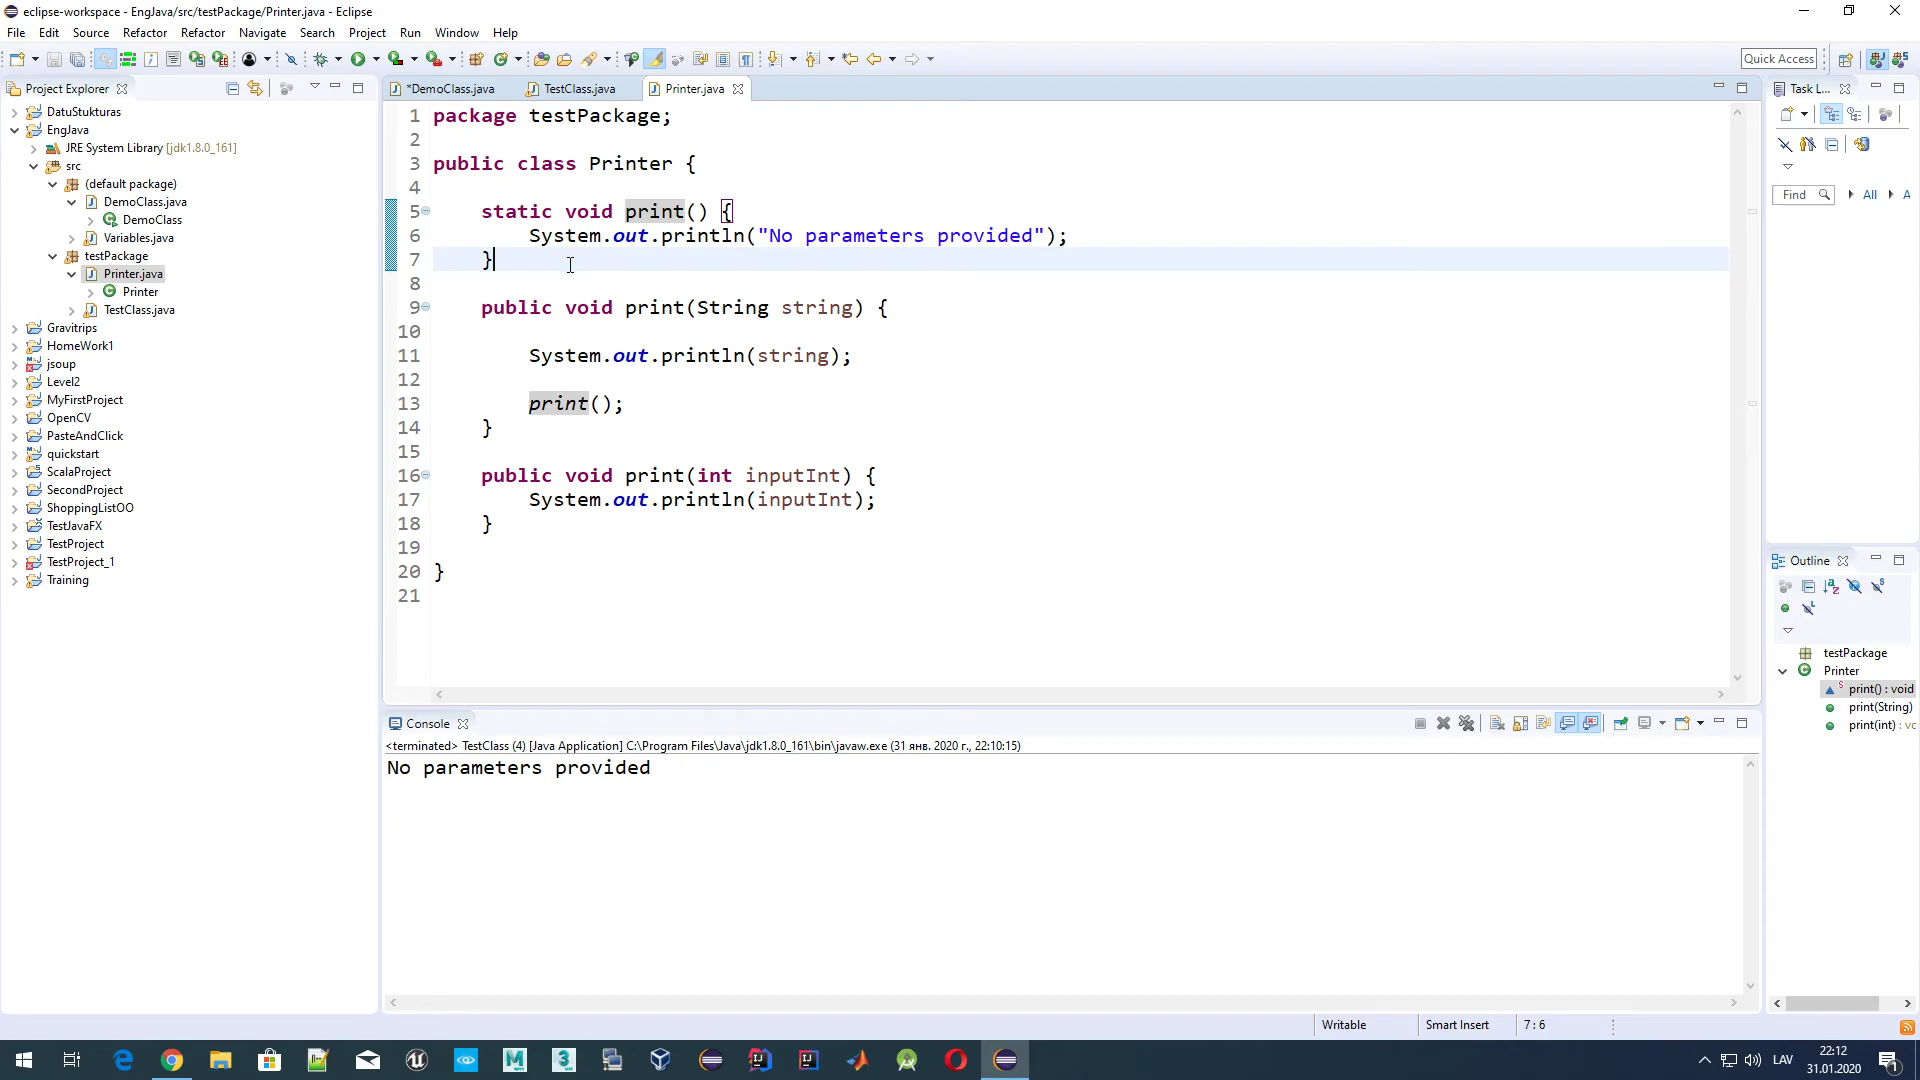 eclipse-workspace - EngJava/src/testPackage/Printer.java - Eclipse
File Edit Source Refactor Refactor Navigate Search Project Run Window Help
Quick Access
Project Explorer
*DemoClass.java TestClass.java Printer.java
Task L...
DatuStukturas
EngJava
JRE System Library [jdk1.8.0_161]
src
(default package)
DemoClass.java
DemoClass
Variables.java
testPackage
Printer.java
Printer
TestClass.java
Gravitrips
HomeWork1
jsoup
Level2
MyFirstProject
OpenCV
PasteAndClick
quickstart
ScalaProject
SecondProject
ShoppingListOO
TestJavaFX
TestProject
TestProject_1
Training
1 package testPackage;
2
3 public class Printer {
4
5 static void print() {
6 System.out.println("No parameters provided");
7 }
8
9 public void print(String string) {
10
11 System.out.println(string);
12
13 print();
14 }
15
16 public void print(int inputInt) {
17 System.out.println(inputInt);
18 }
19
20 }
21
Find All A
Outline
testPackage
Printer
print() : void
print(String)
print(int) : vo
Console
<terminated> TestClass (4) [Java Application] C:\Program Files\Java\jdk1.8.0_161\bin\javaw.exe (31 янв. 2020 г., 22:10:15)
No parameters provided
Writable Smart Insert 7 : 6
LAV
22:12
31.01.2020